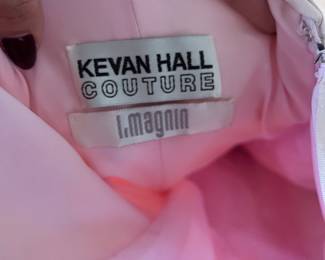 KEVAN HALL
COUTURE
I. magnin